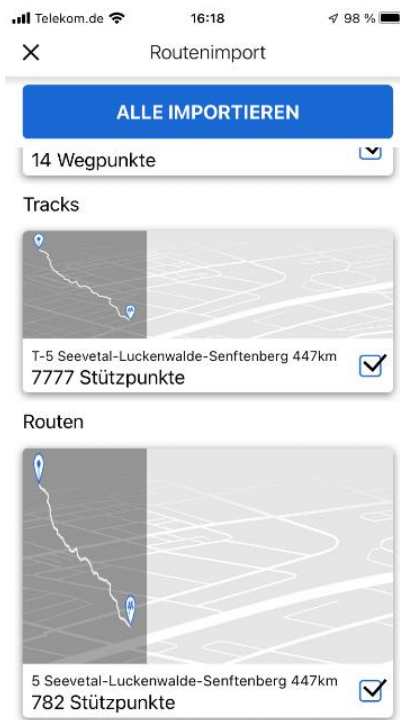 Telekom.de 16:18 98 %
Routenimport
ALLE IMPORTIEREN
14 Wegpunkte
Tracks
T-5 Seevetal-Luckenwalde-Senftenberg 447km
7777 Stützpunkte
Routen
5 Seevetal-Luckenwalde-Senftenberg 447km
782 Stützpunkte